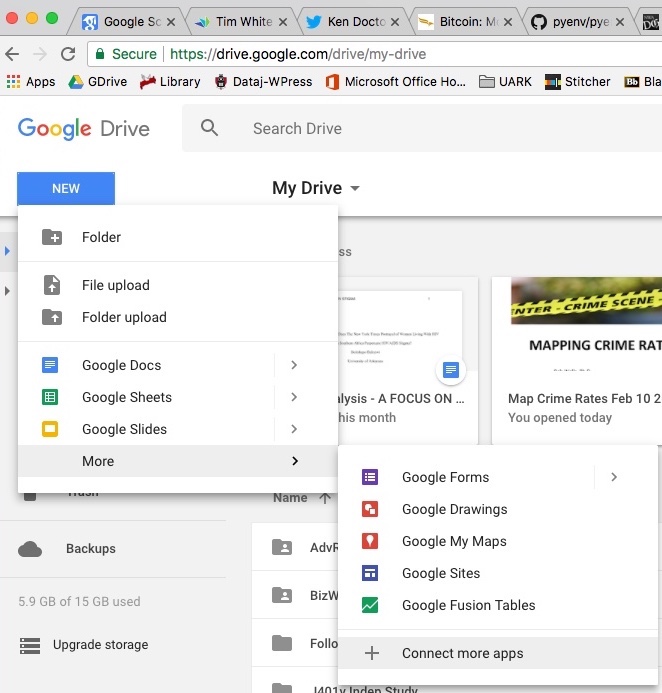 Google Sc
Tim White
Ken Docto
Bitcoin: M
pyenv/pye
Secure
https://drive.google.com/drive/my-drive
Apps
GDrive
Library
Dataj-WPress
Microsoft Office Ho...
UARK
Stitcher
Bb
Bla
Google Drive
Search Drive
NEW
My Drive
Folder
File upload
Folder upload
Google Docs
Google Sheets
Google Slides
More
ss
ENTER - CRIME SCENE
MAPPING CRIME RAT
alysis - A FOCUS ON ...
his month
Map Crime Rates Feb 10 2
You opened today
Google Forms
Google Drawings
Google My Maps
Google Sites
Google Fusion Tables
Connect more apps
Trash
Backups
5.9 GB of 15 GB used
Upgrade storage
Name
AdvR
BizW
Follo
J401v Inden Study